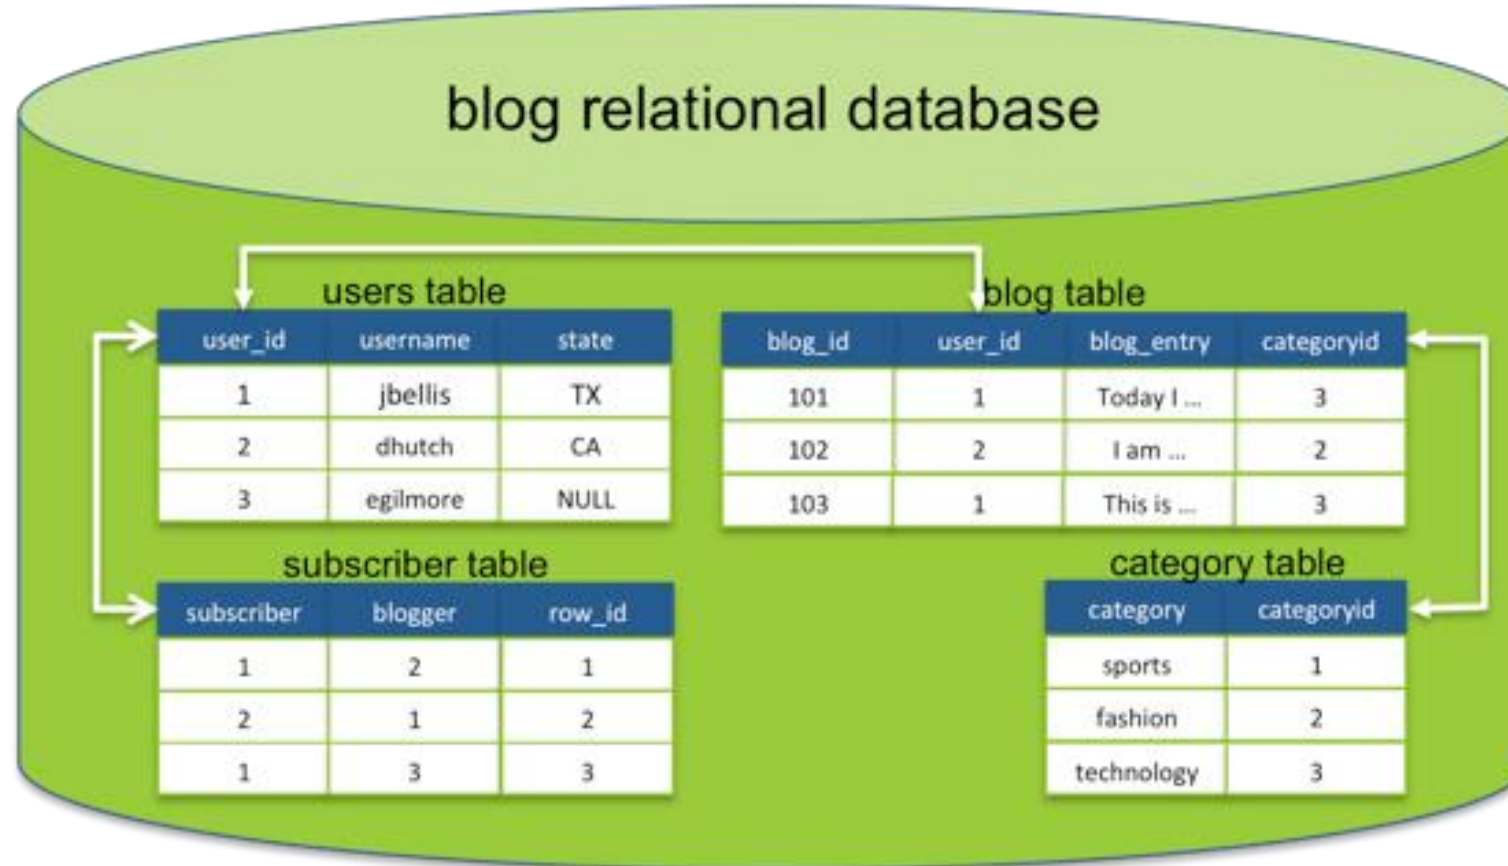 blog relational database
users table
user_id username state
1 jbellis TX
2 dhutch CA
3 egilmore NULL
blog table
blog_id user_id blog_entry categoryid
101 1 Today I ... 3
102 2 I am ... 2
103 1 This is ... 3
subscriber table
subscriber blogger row_id
1 2 1
2 1 2
1 3 3
category table
category categoryid
sports 1
fashion 2
technology 3